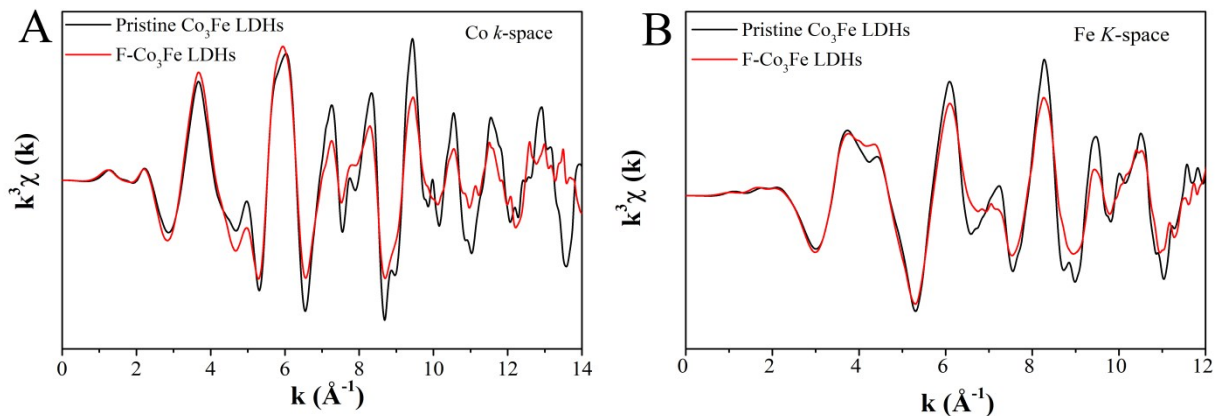 A
Pristine Co₃Fe LDHs
F-Co₃Fe LDHs
Co k-space
k³χ (k)
0 2 4 6 8 10 12 14
k (Å⁻¹)
B
Pristine Co₃Fe LDHs
F-Co₃Fe LDHs
Fe K-space
k³χ (k)
0 2 4 6 8 10 12
k (Å⁻¹)